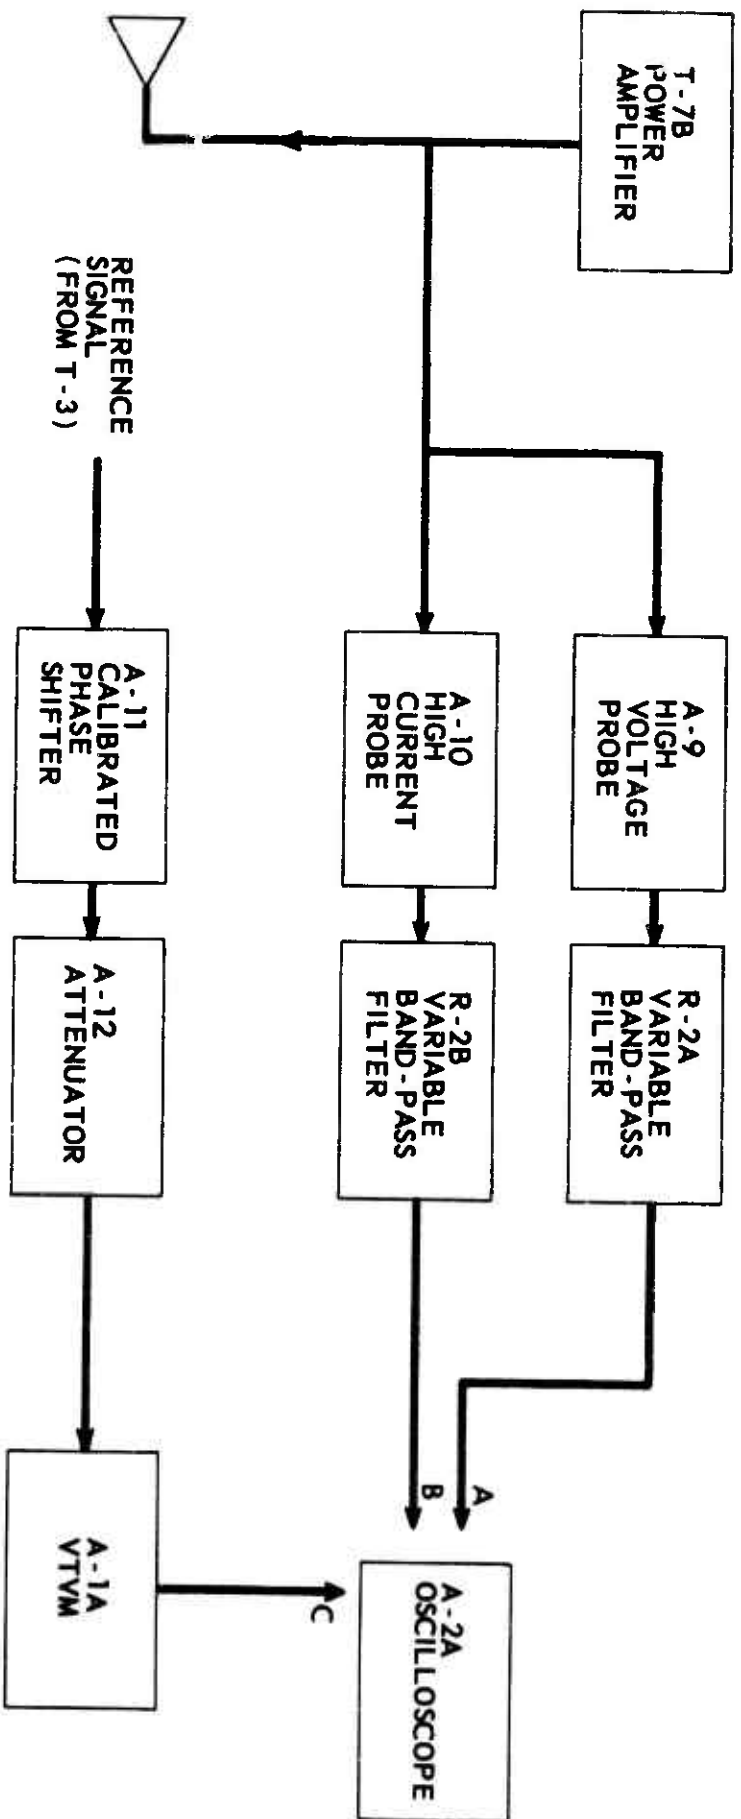 T-7B
POWER
AMPLIFIER
A-9
HIGH
VOLTAGE
PROBE
R-2A
VARIABLE
BAND-PASS
FILTER
A
A-10
HIGH
CURRENT
PROBE
R-2B
VARIABLE
BAND-PASS
FILTER
B
A-2A
OSCILLOSCOPE
C
REFERENCE
SIGNAL
(FROM T-3)
A-11
CALIBRATED
PHASE
SHIFTER
A-12
ATTENUATOR
A-1A
VTVM